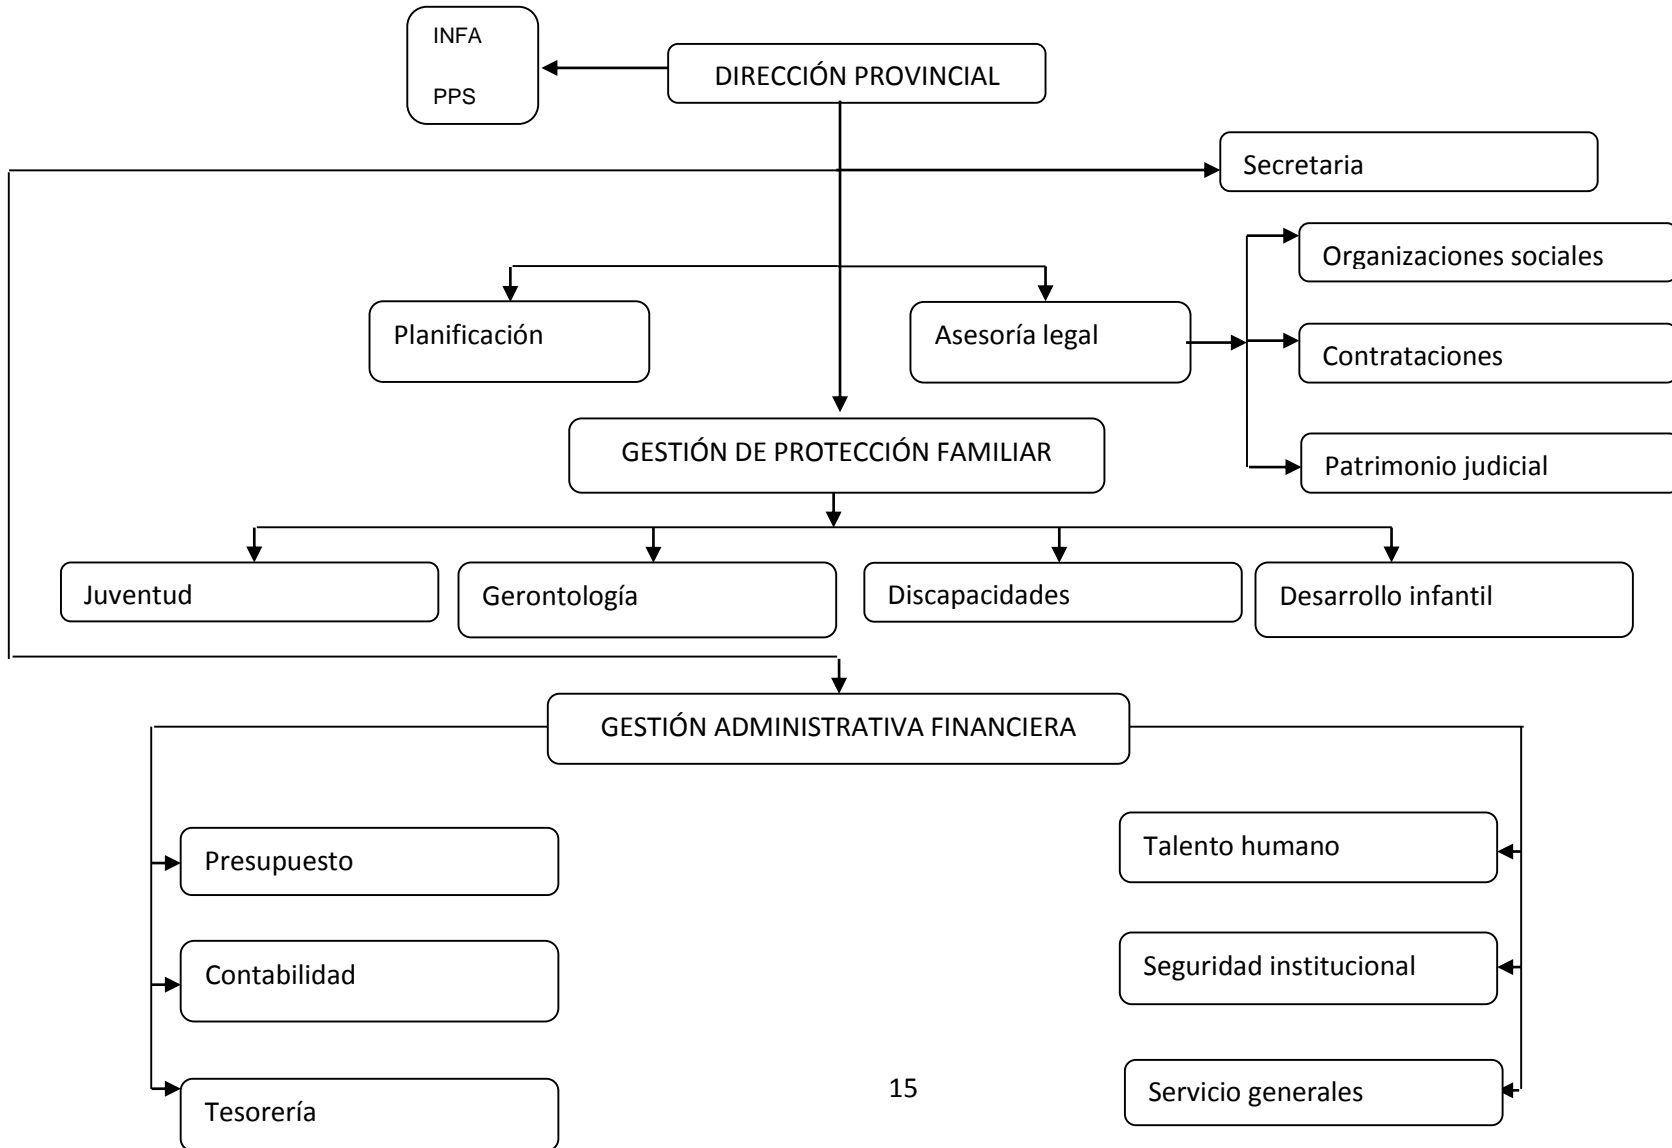 INFA
PPS
DIRECCIÓN PROVINCIAL
Secretaria
Organizaciones sociales
Planificación
Asesoría legal
Contrataciones
GESTIÓN DE PROTECCIÓN FAMILIAR
Patrimonio judicial
Juventud
Gerontología
Discapacidades
Desarrollo infantil
GESTIÓN ADMINISTRATIVA FINANCIERA
Presupuesto
Talento humano
Contabilidad
Seguridad institucional
Tesorería
Servicio generales
15